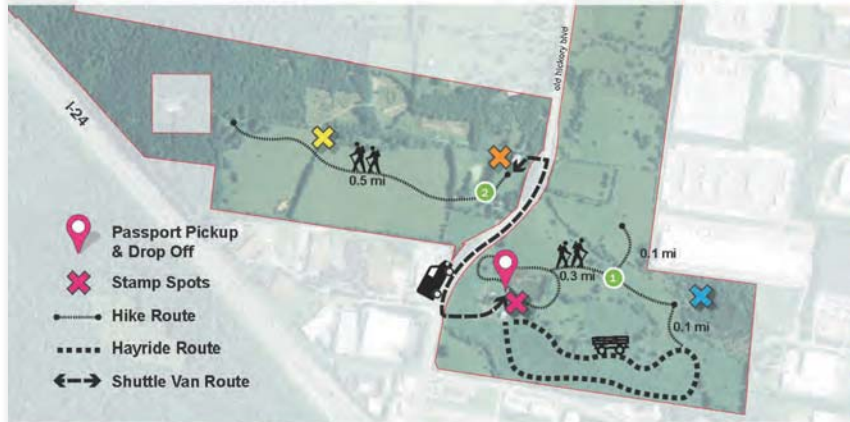 old hickory blvd
I-24
0.5 mi
2
0.3 mi
1
0.1 mi
0.1 mi
Passport Pickup
& Drop Off
Stamp Spots
Hike Route
Hayride Route
Shuttle Van Route